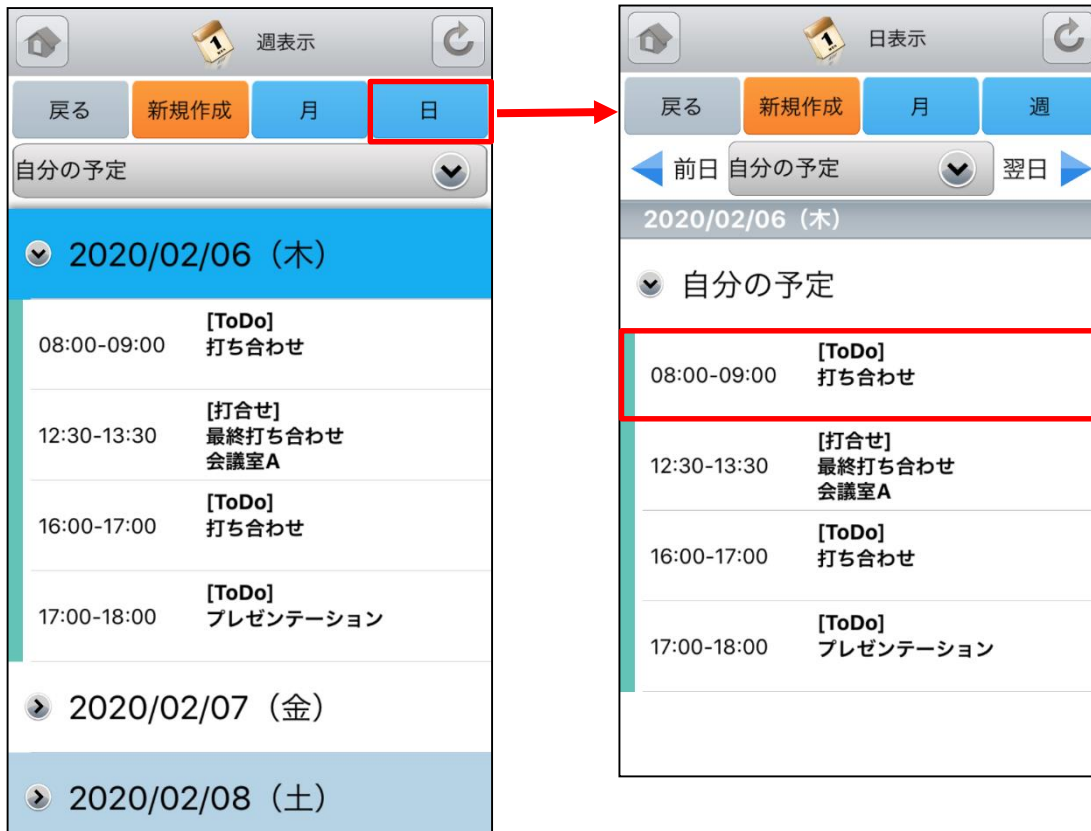 週表示
戻る 新規作成 月 日
自分の予定
2020/02/06（木）
[ToDo]
08:00-09:00 打ち合わせ
[打合せ]
12:30-13:30 最終打ち合わせ
会議室A
[ToDo]
16:00-17:00 打ち合わせ
[ToDo]
17:00-18:00 プレゼンテーション
2020/02/07（金）
2020/02/08（土）
日表示
戻る 新規作成 月 週
前日 自分の予定 翌日
2020/02/06（木）
自分の予定
[ToDo]
08:00-09:00 打ち合わせ
[打合せ]
12:30-13:30 最終打ち合わせ
会議室A
[ToDo]
16:00-17:00 打ち合わせ
[ToDo]
17:00-18:00 プレゼンテーション